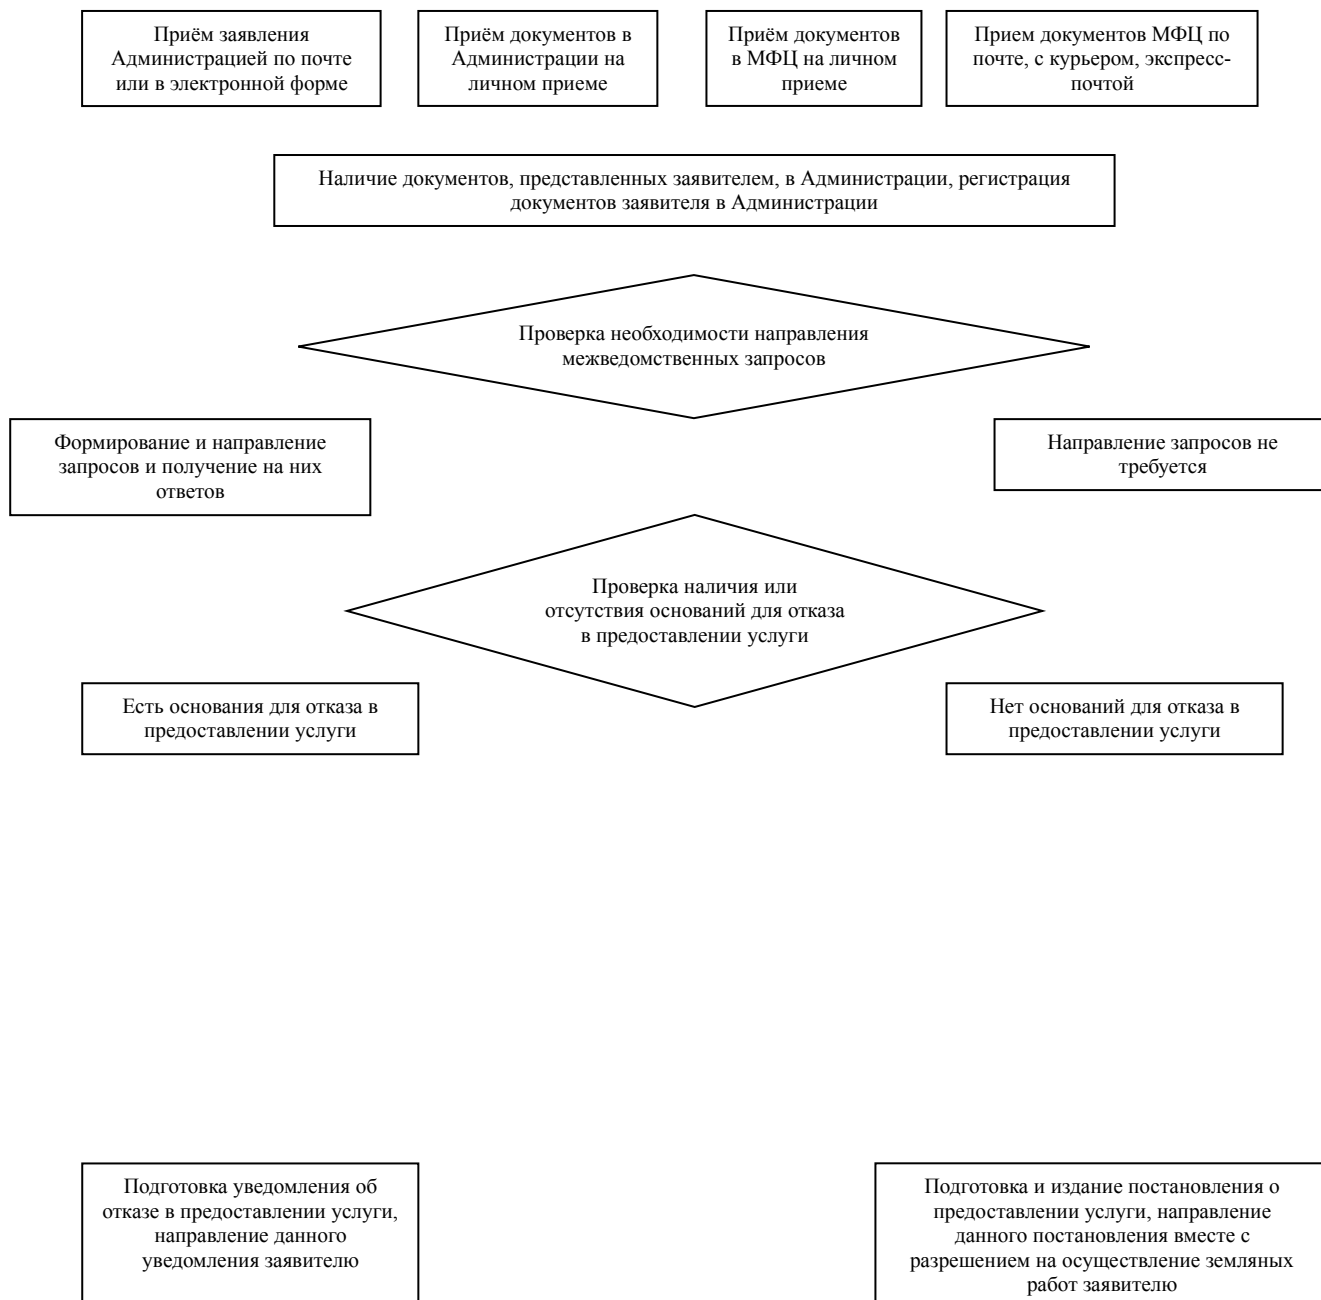 Приём заявления
Администрацией по почте
или в электронной форме
Приём документов в
Администрации на
личном приеме
Приём документов
в МФЦ на личном
приеме
Прием документов МФЦ по
почте, с курьером, экспресс-
почтой
Наличие документов, представленных заявителем, в Администрации, регистрация
документов заявителя в Администрации
Проверка необходимости направления
межведомственных запросов
Формирование и направление
запросов и получение на них
ответов
Направление запросов не
требуется
Проверка наличия или
отсутствия оснований для отказа
в предоставлении услуги
Есть основания для отказа в
предоставлении услуги
Нет оснований для отказа в
предоставлении услуги
Подготовка уведомления об
отказе в предоставлении услуги,
направление данного
уведомления заявителю
Подготовка и издание постановления о
предоставлении услуги, направление
данного постановления вместе с
разрешением на осуществление земляных
работ заявителю